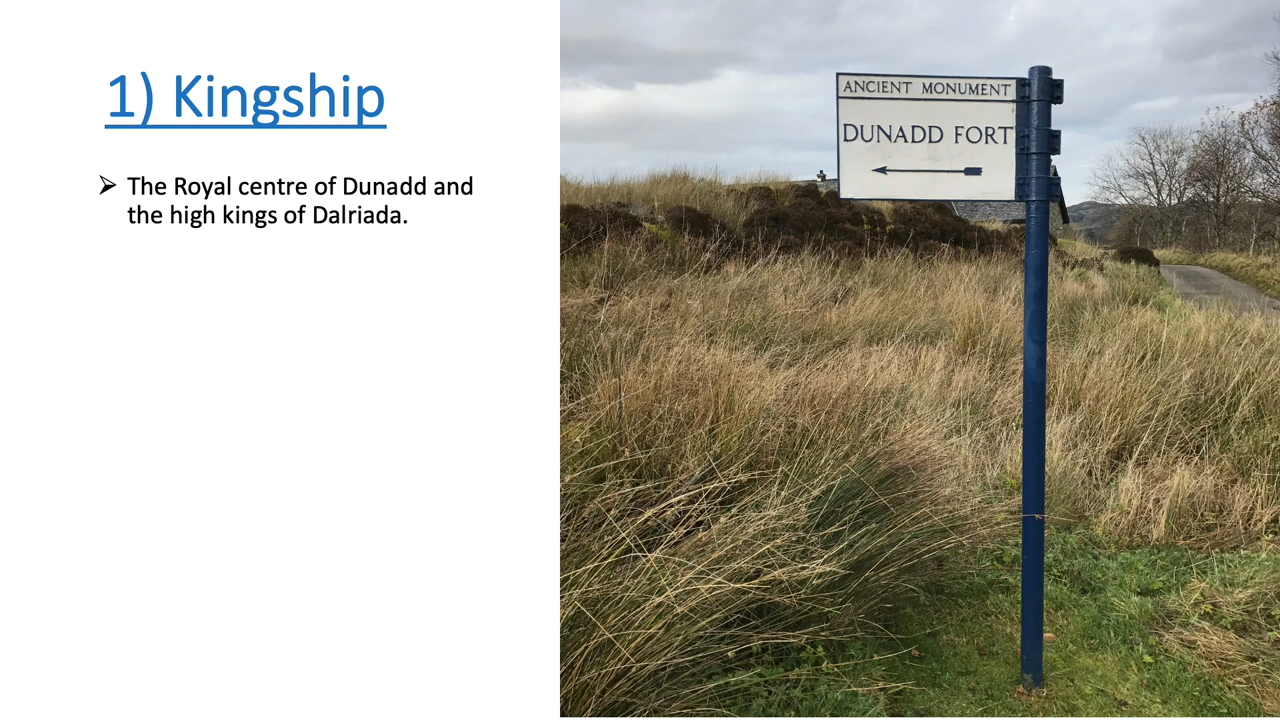 1) Kingship
The Royal centre of Dunadd and
the high kings of Dalriada.
ANCIENT MONUMENT
DUNADD FORT